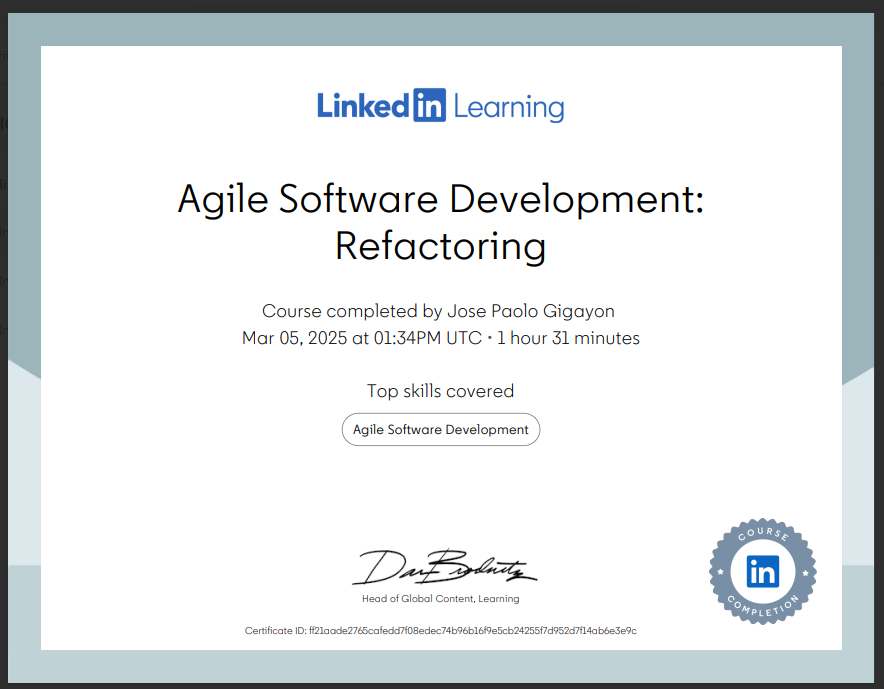 LinkedIn Learning
Agile Software Development:
Refactoring
Course completed by Jose Paolo Gigayon
Mar 05, 2025 at 01:34PM UTC • 1 hour 31 minutes
Top skills covered
Agile Software Development
Dan Brodnitz
Head of Global Content, Learning
Certificate ID: ff21aade2765cafedd7f08edec74b96b16f9e5cb24255f7d952d7f14ab6e3e9c
COURSE
in
COMPLETION